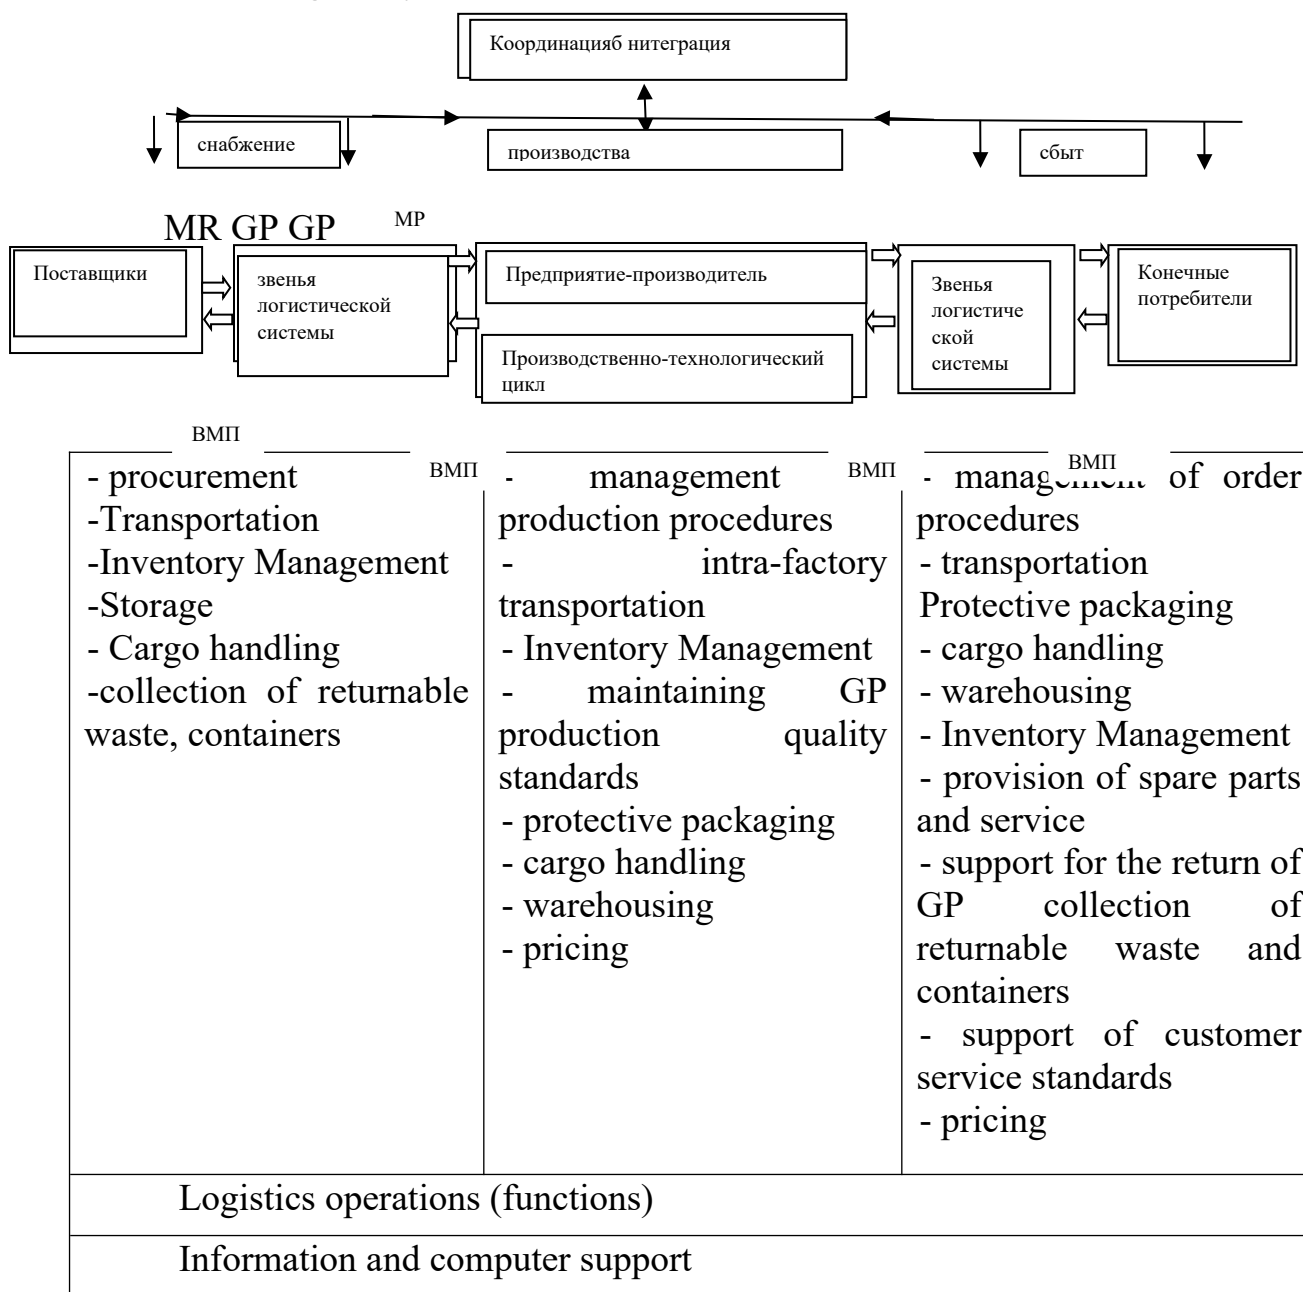 Координацияб нитеграция
снабжение
производства
сбыт
MR GP GP
МР
Поставщики
звенья
логистической
системы
Предприятие-производитель
Производственно-технологический
цикл
Звенья
логистиче
ской
системы
Конечные
потребители
ВМП
ВМП
ВМП
ВМП
- procurement
-Transportation
-Inventory Management
-Storage
- Cargo handling
-collection of returnable
waste, containers
- management
production procedures
- intra-factory
transportation
- Inventory Management
- maintaining GP
production quality
standards
- protective packaging
- cargo handling
- warehousing
- pricing
- management of order
procedures
- transportation
Protective packaging
- cargo handling
- warehousing
- Inventory Management
- provision of spare parts
and service
- support for the return of
GP collection of
returnable waste and
containers
- support of customer
service standards
- pricing
Logistics operations (functions)
Information and computer support